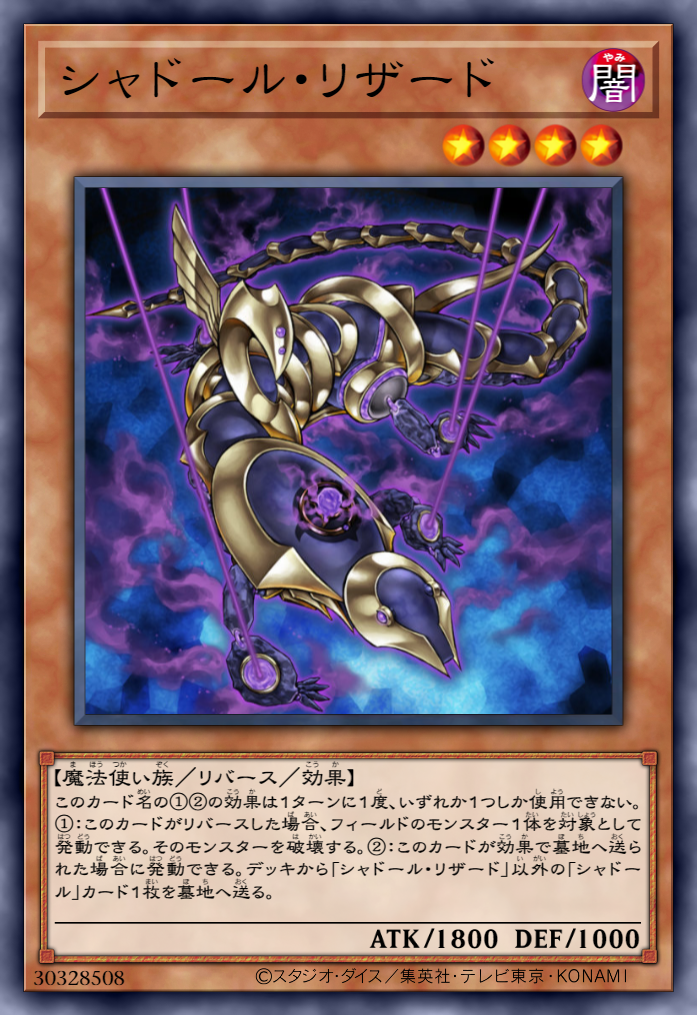 シャドール・リザード
やみ
闇
【魔法使い族／リバース／効果】
このカード名の①②の効果は1ターンに1度、いずれか1つしか使用できない。
①：このカードがリバースした場合、フィールドのモンスター1体を対象として
発動できる。そのモンスターを破壊する。②：このカードが効果で墓地へ送ら
れた場合に発動できる。デッキから「シャドール・リザード」以外の「シャドー
ル」カード1枚を墓地へ送る。
ATK/1800 DEF/1000
30328508
©スタジオ・ダイス／集英社・テレビ東京・KONAMI